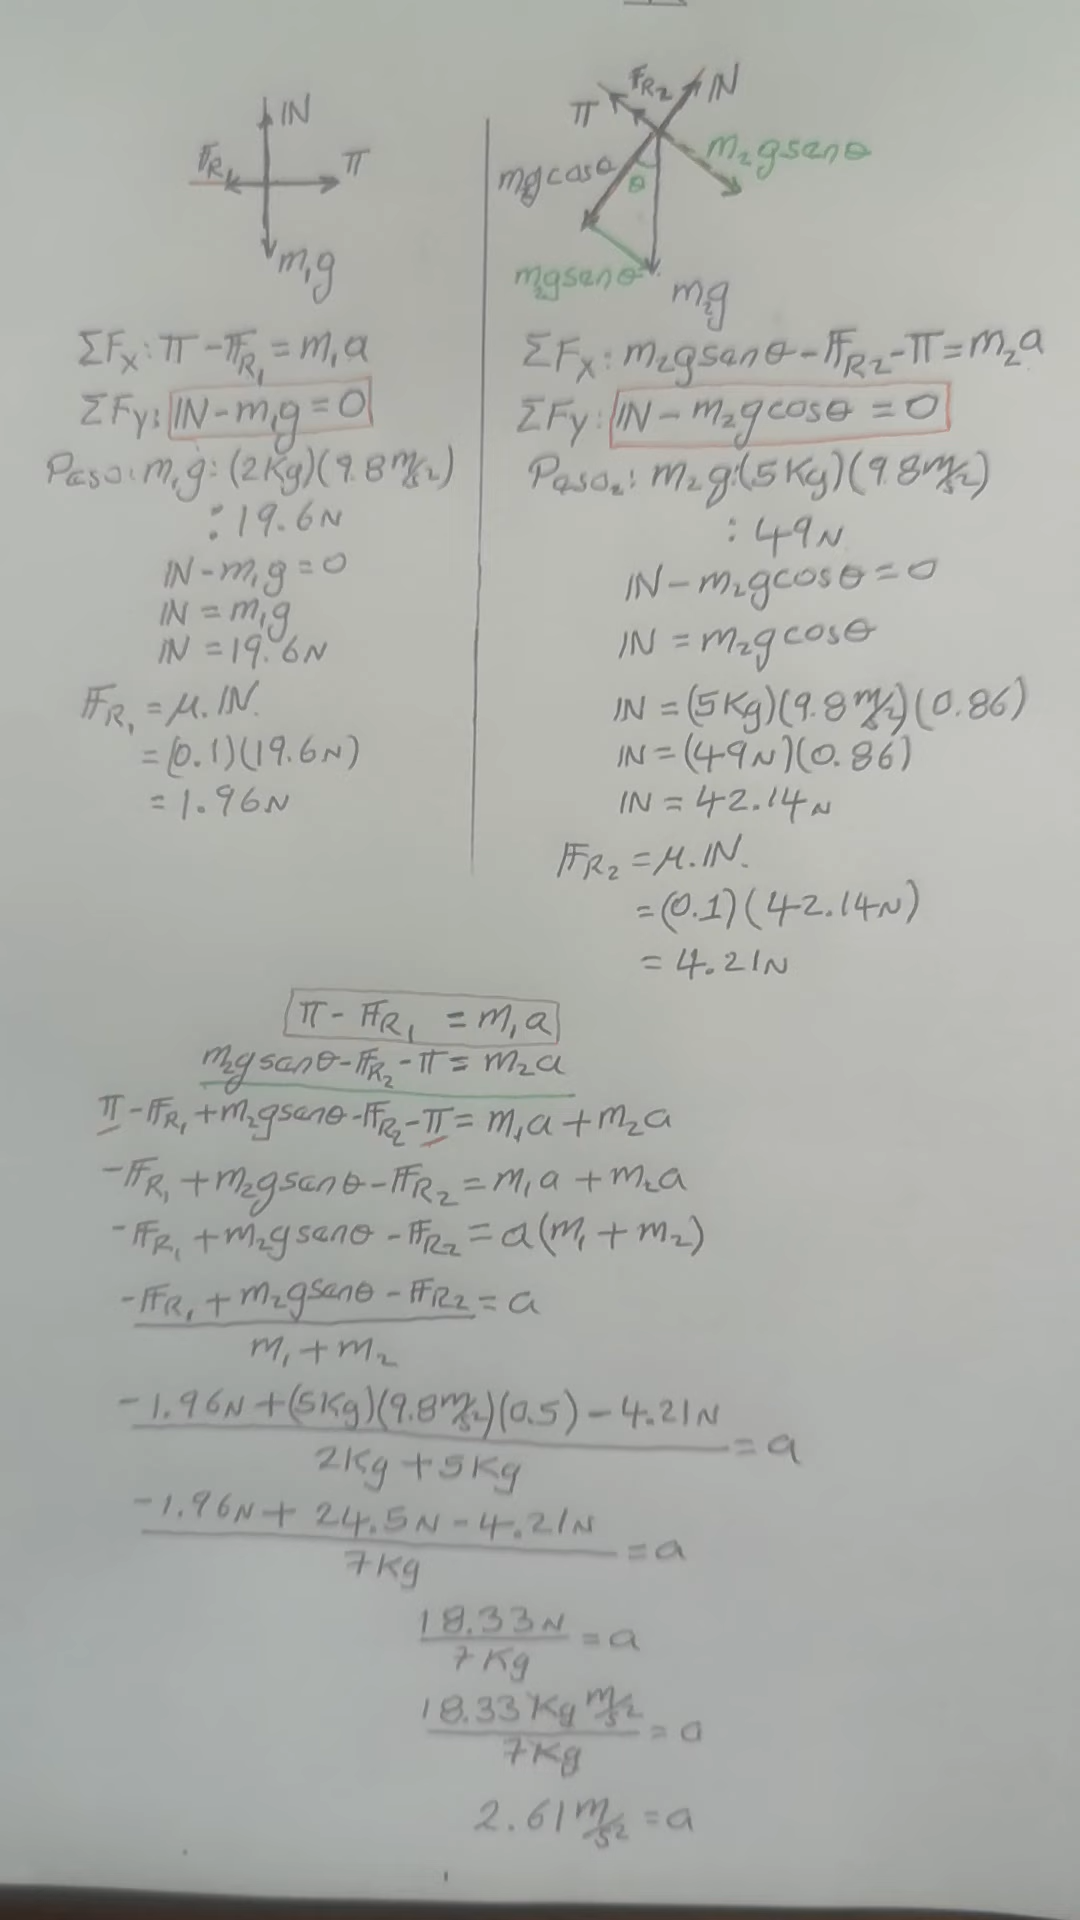 IN
FR₁
π
m₁g
FR₂
IN
π
m₂gsenθ
m₂gcosθ
θ
m₂gsenθ
m₂g
ΣFx: π - FR₁ = m₁a
ΣFy: IN - m₁g = 0
Peso₁: m₁g: (2Kg)(9.8m/s²)
: 19.6N
IN - m₁g = 0
IN = m₁g
IN = 19.6N
FR₁ = μ.IN.
= (0.1)(19.6N)
= 1.96N
ΣFx: m₂gsenθ - FR₂ - π = m₂a
ΣFy: IN - m₂gcosθ = 0
Peso₂: m₂g: (5Kg)(9.8m/s²)
: 49N
IN - m₂gcosθ = 0
IN = m₂gcosθ
IN = (5Kg)(9.8m/s²)(0.86)
IN = (49N)(0.86)
IN = 42.14N
FR₂ = μ.IN.
= (0.1)(42.14N)
= 4.21N
π - FR₁ = m₁a
m₂gsenθ - FR₂ - π = m₂a
π - FR₁ + m₂gsenθ - FR₂ - π = m₁a + m₂a
-FR₁ + m₂gsenθ - FR₂ = m₁a + m₂a
-FR₁ + m₂gsenθ - FR₂ = a(m₁ + m₂)
-FR₁ + m₂gsenθ - FR₂ = a
m₁ + m₂
-1.96N + (5Kg)(9.8m/s²)(0.5) - 4.21N = a
2Kg + 5Kg
-1.96N + 24.5N - 4.21N = a
7Kg
18.33N = a
7Kg
18.33Kg m/s² = a
7Kg
2.61 m/s² = a